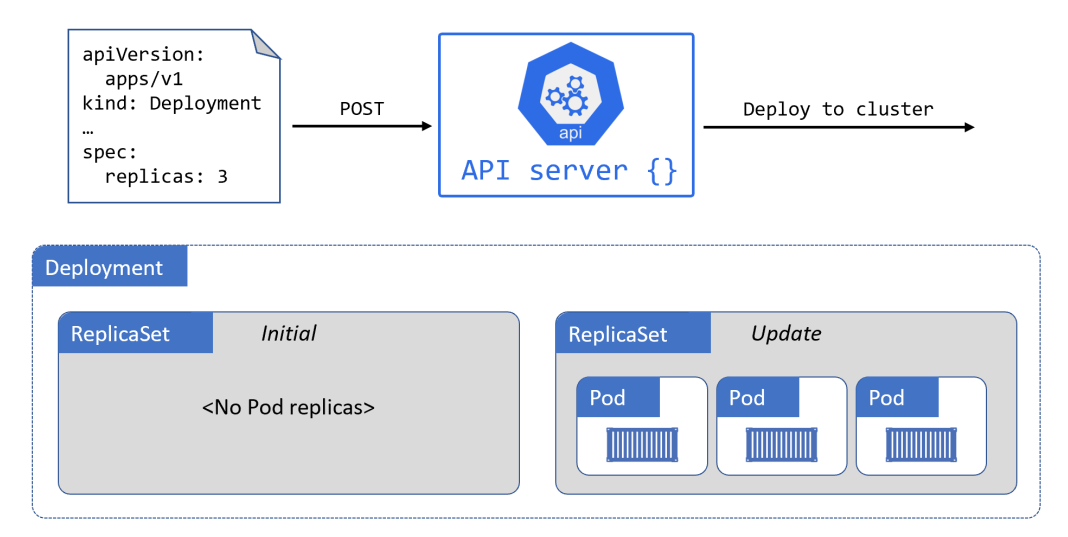 apiVersion:
apps/v1
kind: Deployment
…
spec:
replicas: 3
POST
api
API server {}
Deploy to cluster
Deployment
ReplicaSet
Initial
<No Pod replicas>
ReplicaSet
Update
Pod
Pod
Pod